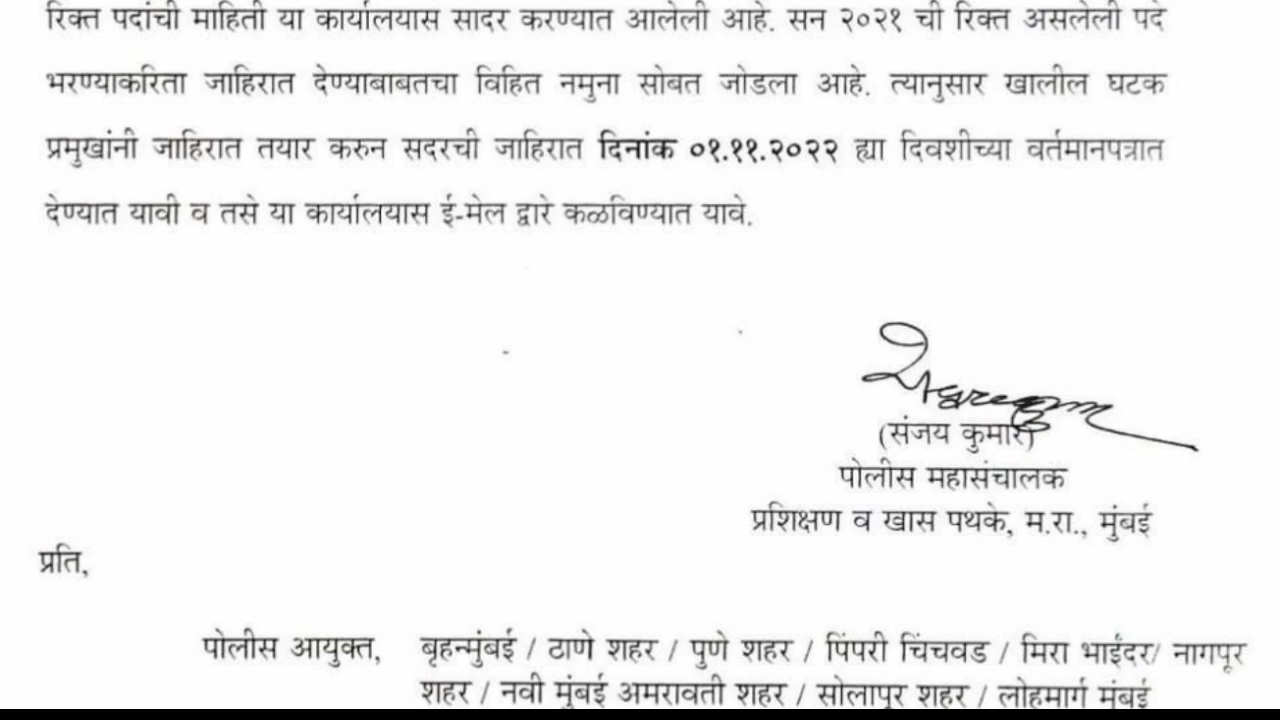 रिक्त पदांची माहिती या कार्यालयास सादर करण्यात आलेली आहे. सन २०२१ ची रिक्त असलेली पदे
भरण्याकरिता जाहिरात देण्याबाबतचा विहित नमुना सोबत जोडला आहे. त्यानुसार खालील घटक
प्रमुखांनी जाहिरात तयार करुन सदरची जाहिरात दिनांक ०१.११.२०२२ ह्या दिवशीच्या वर्तमानपत्रात
देण्यात यावी व तसे या कार्यालयास ई-मेल द्वारे कळविण्यात यावे.
(संजय कुमार)
पोलीस महासंचालक
प्रशिक्षण व खास पथके, म.रा., मुंबई
प्रति,
पोलीस आयुक्त, बृहन्मुंबई / ठाणे शहर / पुणे शहर / पिंपरी चिंचवड / मिरा भाईंदर/ नागपूर
शहर / नवी मुंबई अमरावती शहर / सोलापुर शहर / लोहमार्ग मुंबई